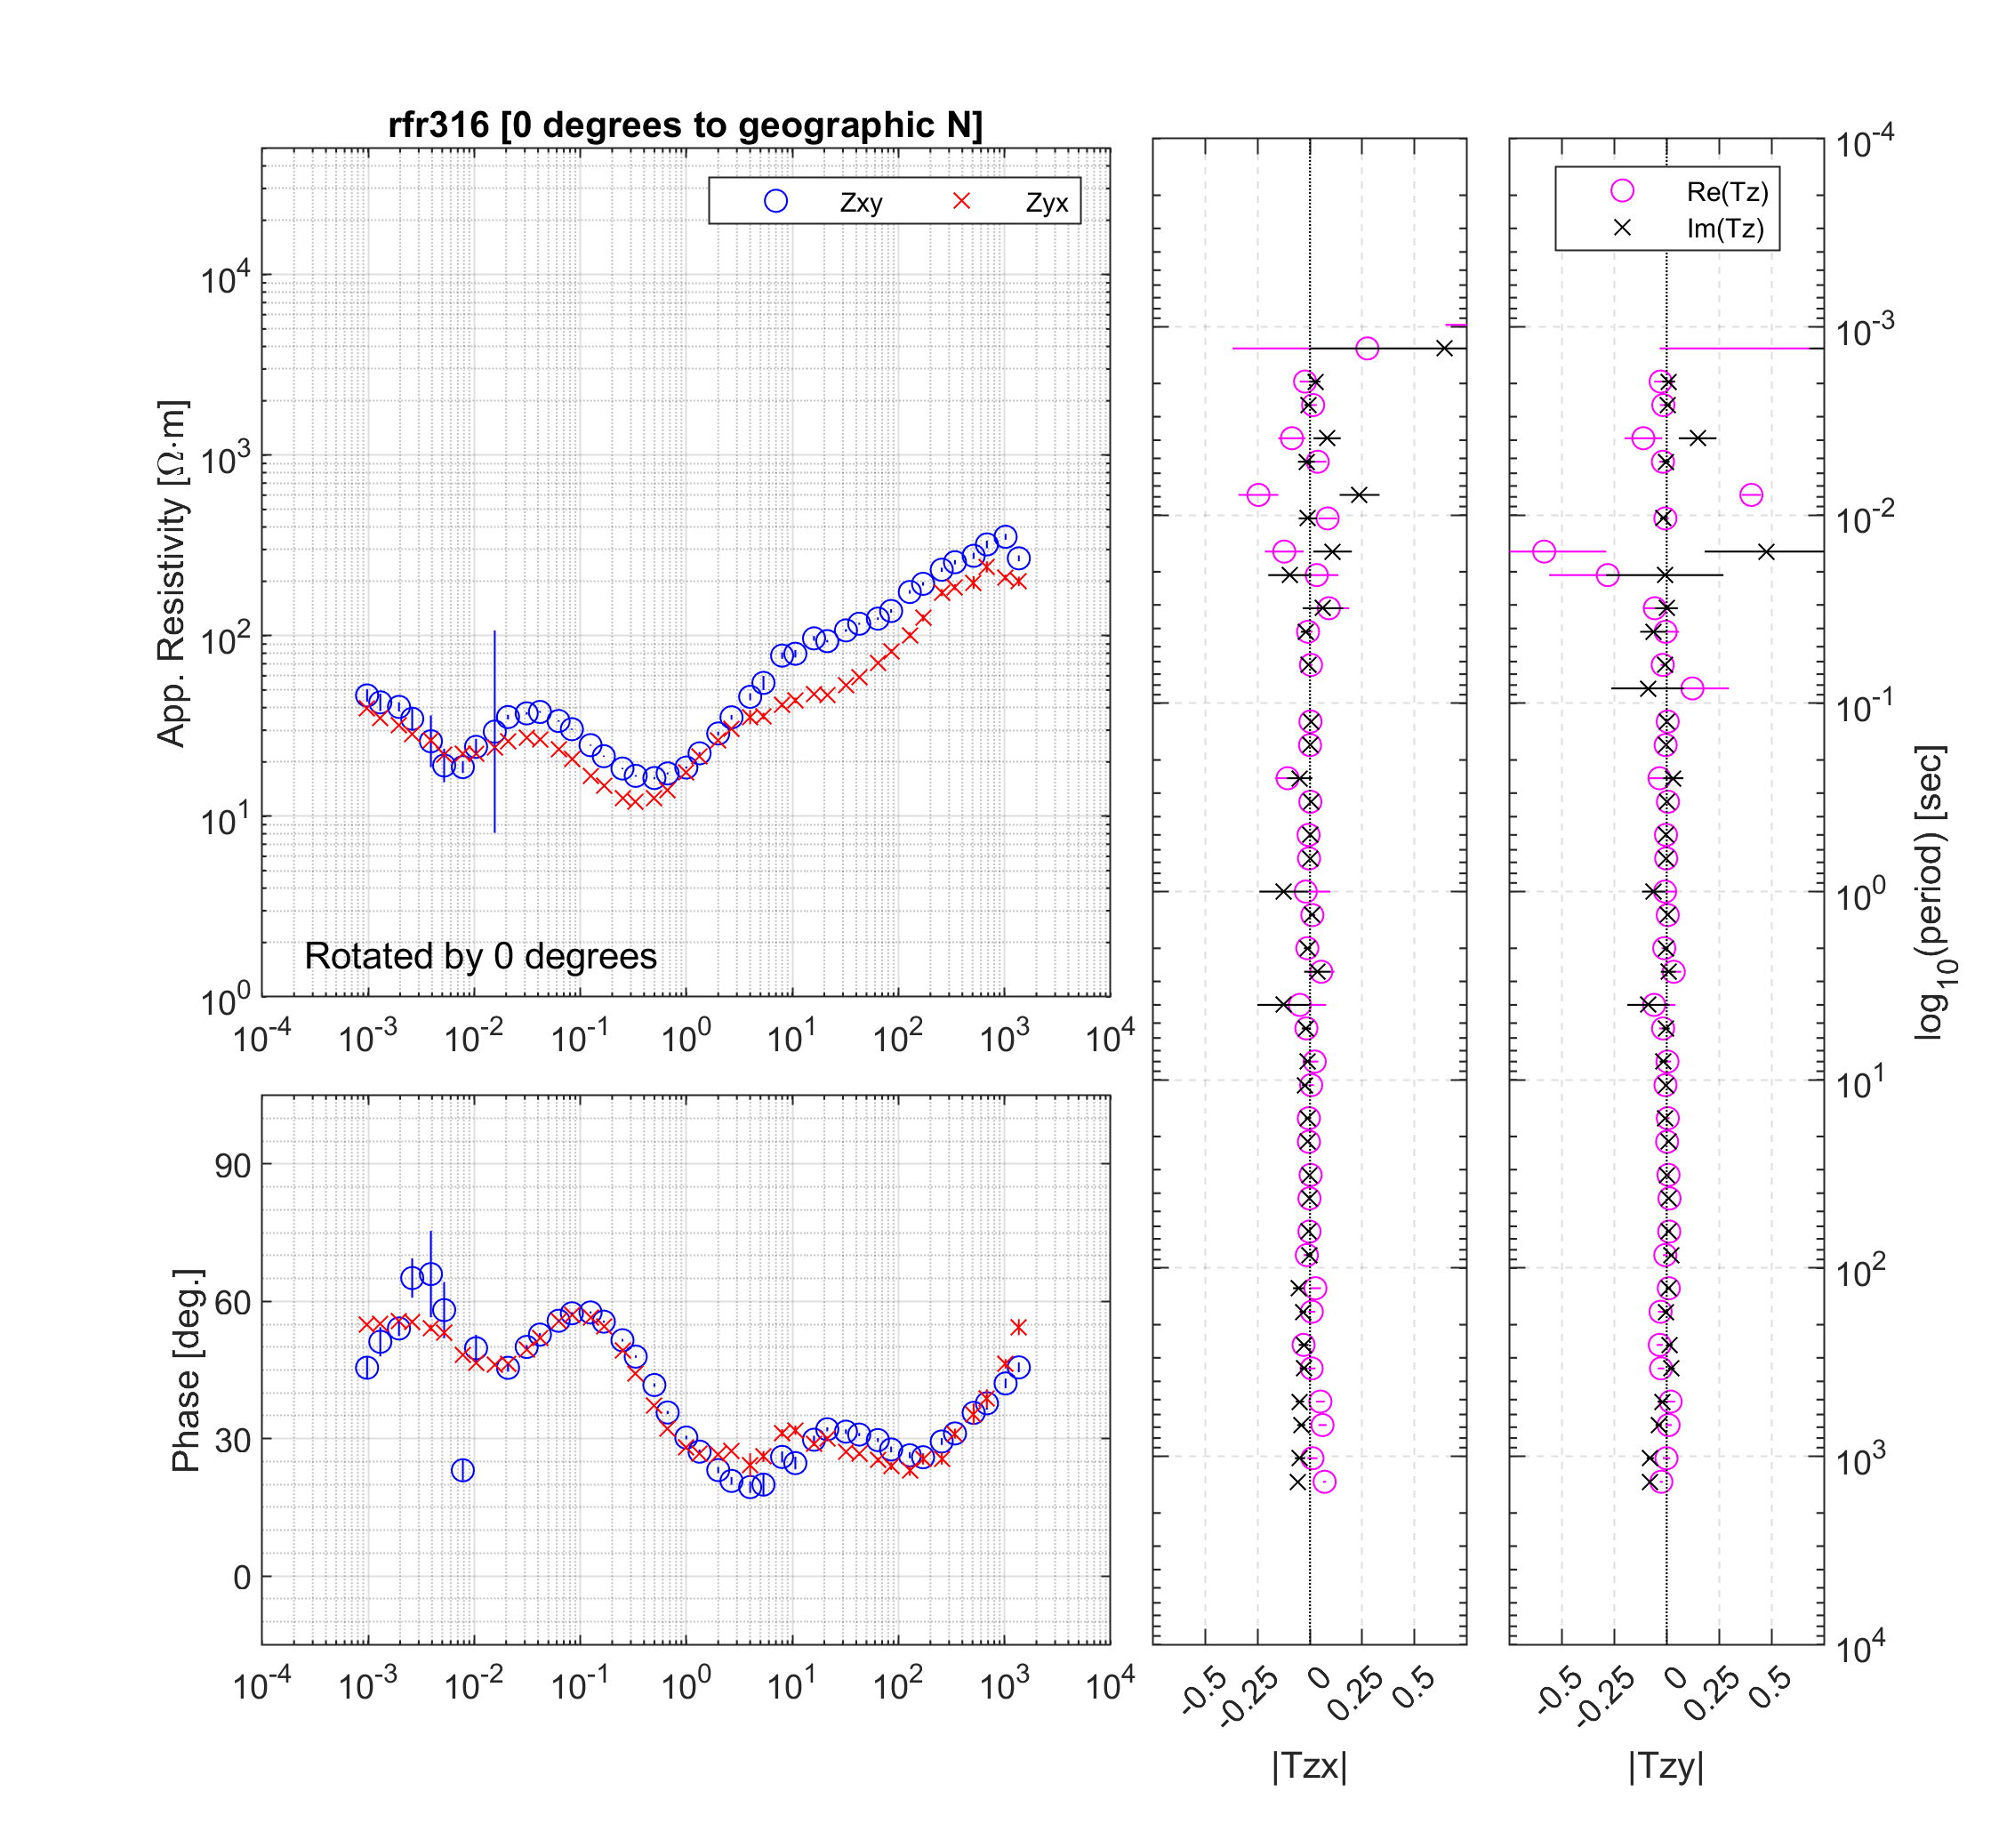 rfr316 [0 degrees to geographic N]
Zxy Zyx
App. Resistivity [Ω·m]
10^4
10^3
10^2
10^1
10^0
Rotated by 0 degrees
10^-4 10^-3 10^-2 10^-1 10^0 10^1 10^2 10^3 10^4
Phase [deg.]
90
60
30
0
10^-4 10^-3 10^-2 10^-1 10^0 10^1 10^2 10^3 10^4
-0.5 -0.25 0 0.25 0.5
|Tzx|
Re(Tz)
Im(Tz)
-0.5 -0.25 0 0.25 0.5
|Tzy|
10^-4
10^-3
10^-2
10^-1
10^0
10^1
10^2
10^3
10^4
log10(period) [sec]